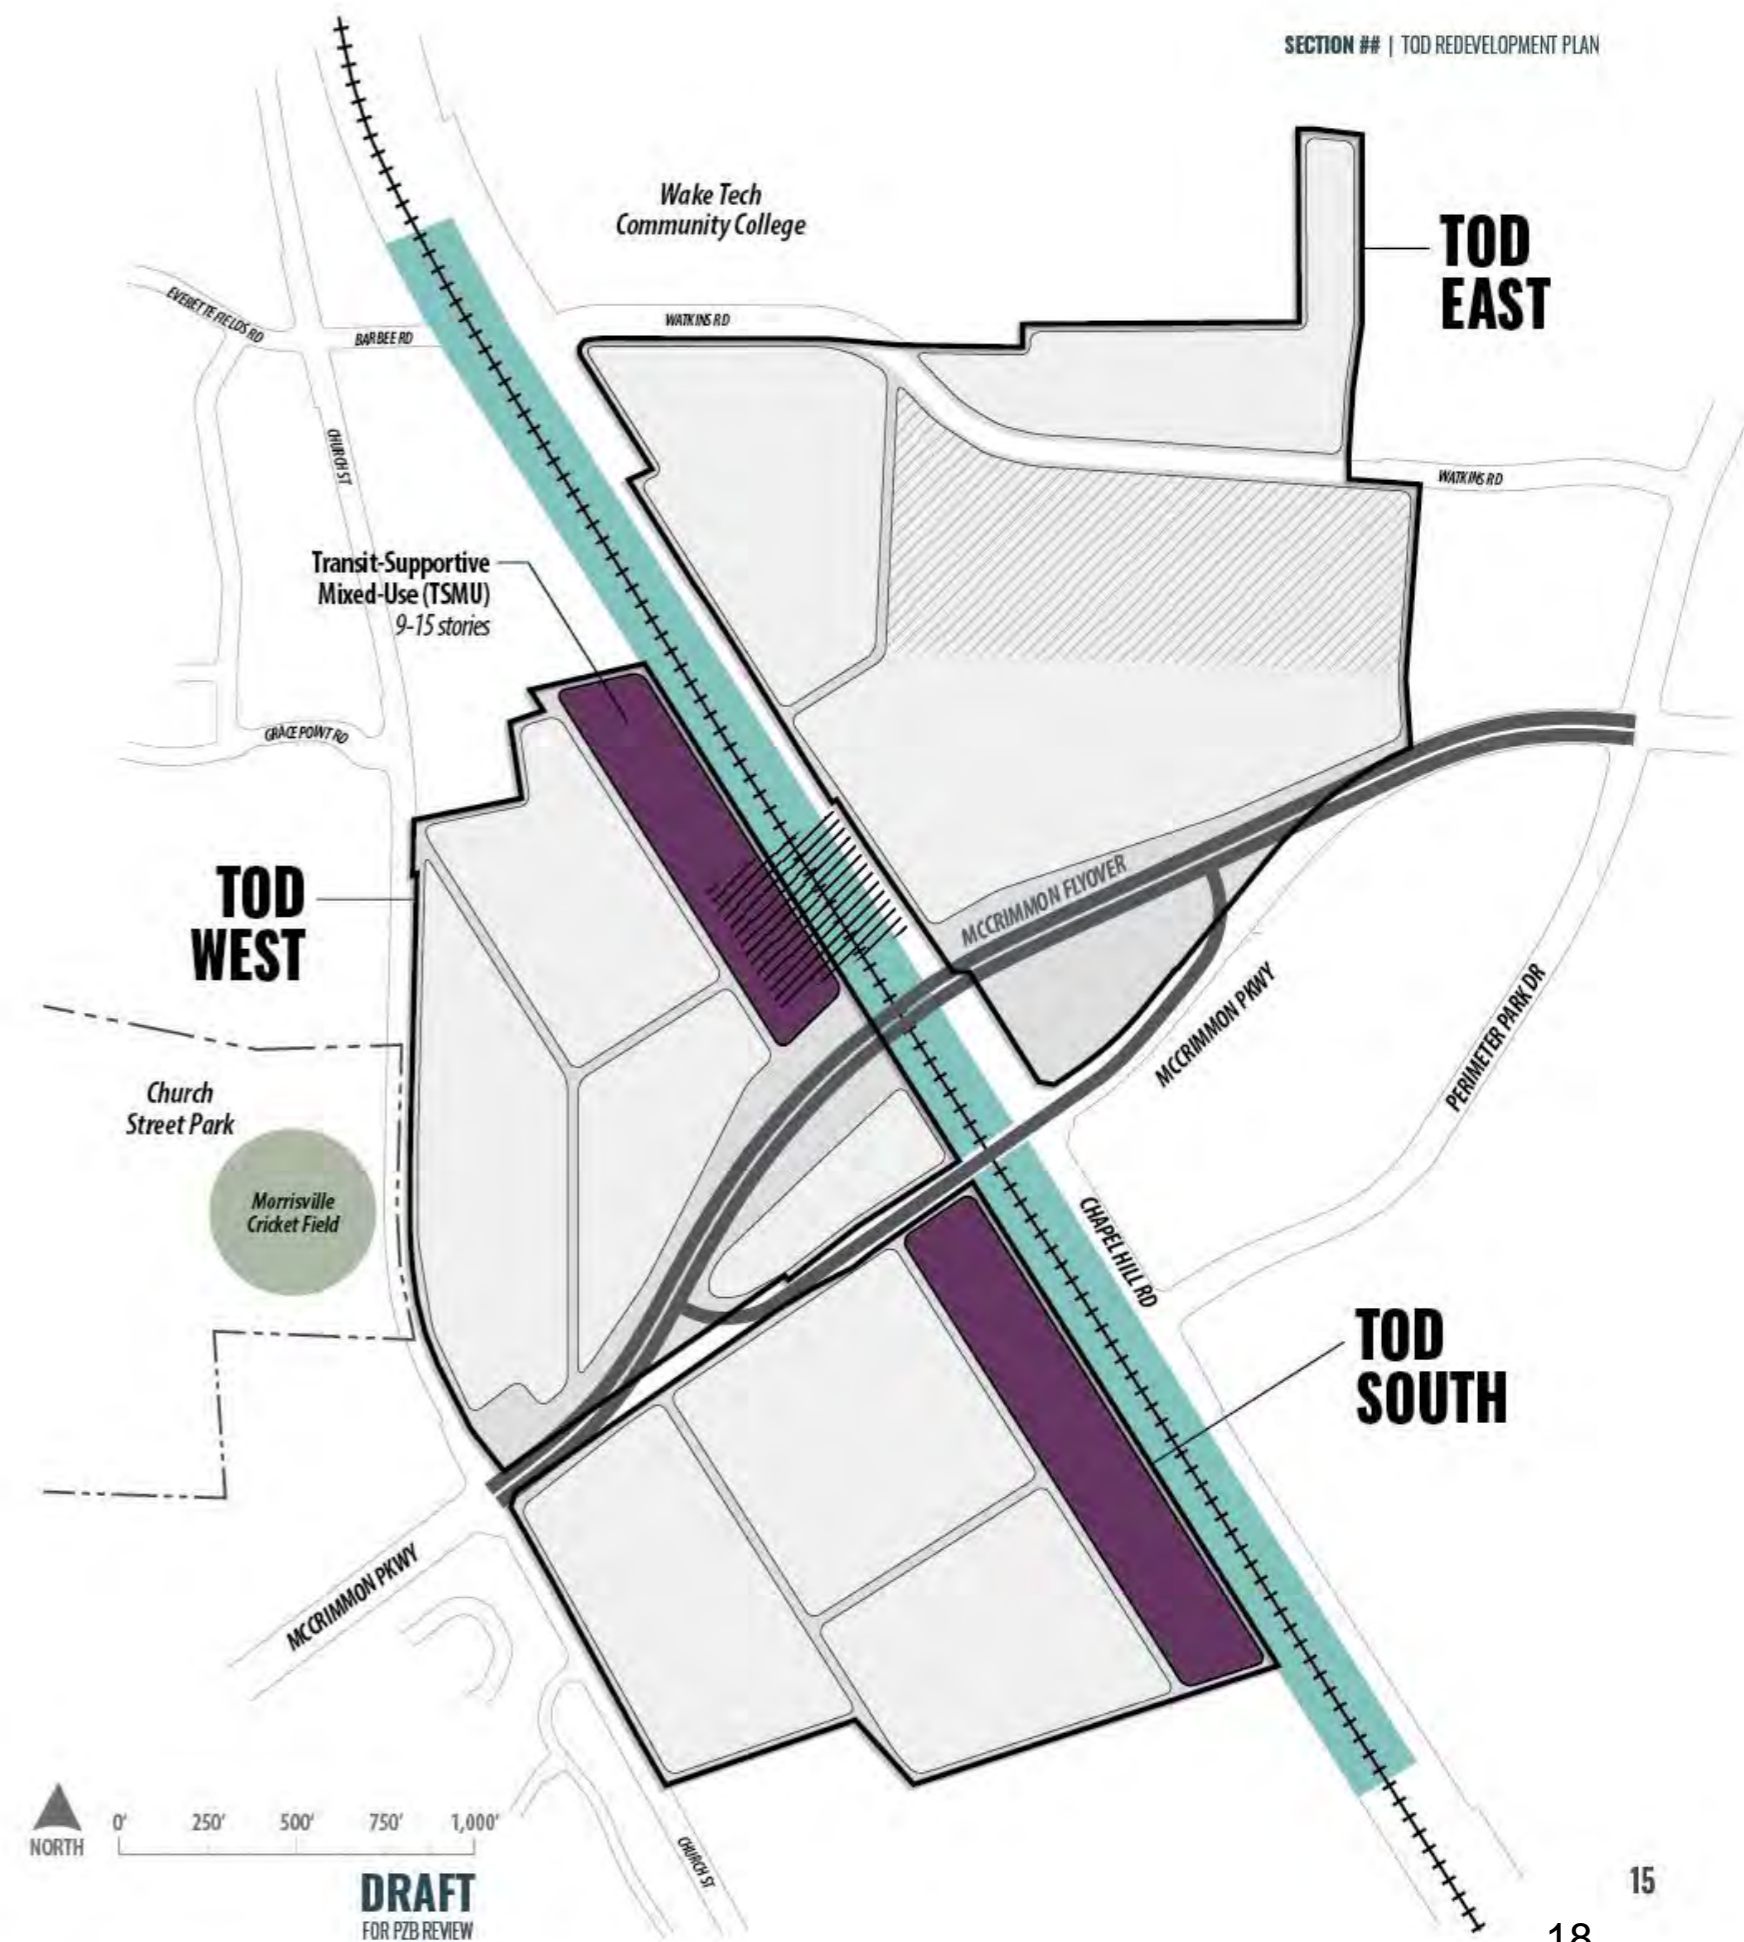 SECTION ## | TOD REDEVELOPMENT PLAN
Wake Tech
Community College
TOD
EAST
EVERETTE FIELDS RD
BARBEE RD
WATKINS RD
CHURCH ST
WATKINS RD
Transit-Supportive
Mixed-Use (TSMU)
9-15 stories
GRACE POINT RD
TOD
WEST
MCCRIMMON FLYOVER
MCCRIMMON PKWY
PERIMETER PARK DR
Church
Street Park
Morrisville
Cricket Field
CHAPEL HILL RD
TOD
SOUTH
MCCRIMMON PKWY
NORTH
0' 250' 500' 750' 1,000'
CHURCH ST
DRAFT
FOR PZB REVIEW
15
18